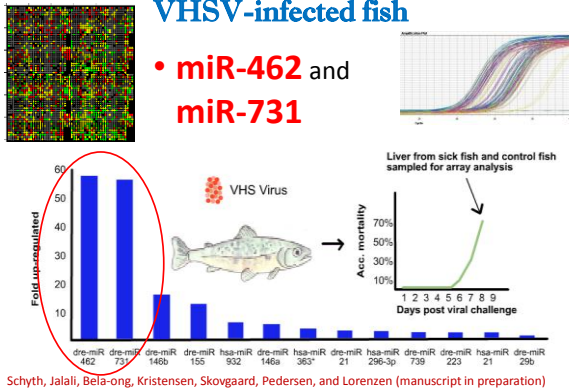 VHSV-infected fish
• miR-462 and
miR-731
Amplification Plot
Liver from sick fish and control fish
sampled for array analysis
VHS Virus
Fold up-regulated
60
50
40
30
20
10
Acc. mortality
70%
50%
30%
10%
1 2 3 4 5 6 7 8 9
Days post viral challenge
dre-miR dre-miR dre-miR dre-miR hsa-miR dre-miR hsa-miR dre-miR hsa-miR dre-miR dre-miR hsa-miR dre-miR
462 731 146b 155 932 146a 363* 21 296-3p 739 223 21 29b
Schyth, Jalali, Bela-ong, Kristensen, Skovgaard, Pedersen, and Lorenzen (manuscript in preparation)